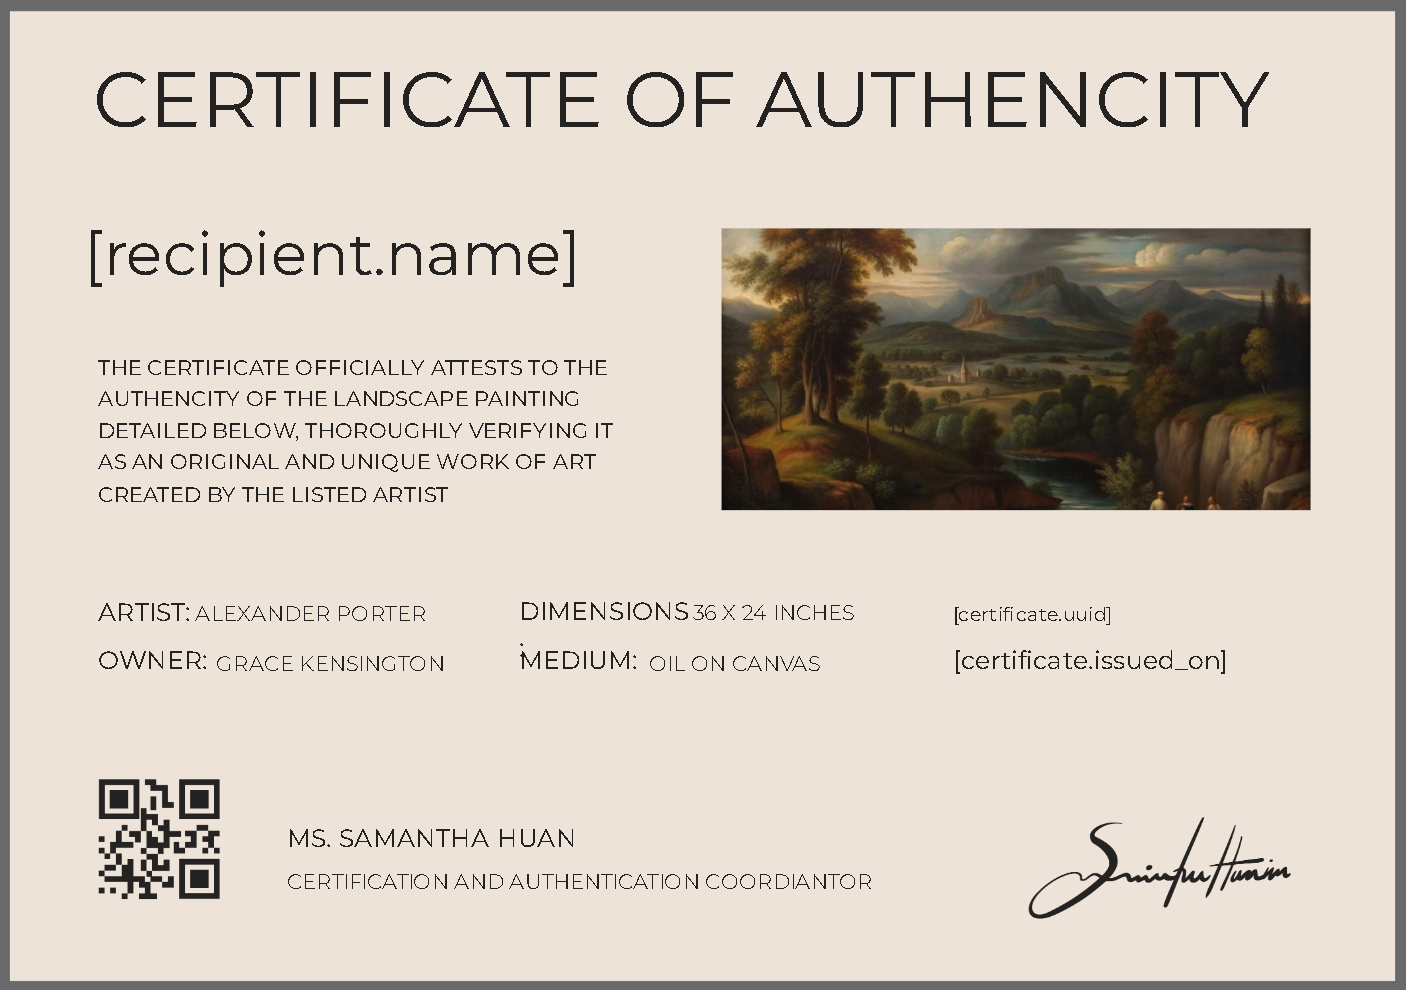 CERTIFICATE OF AUTHENCITY
[recipient.name]
THE CERTIFICATE OFFICIALLY ATTESTS TO THE
AUTHENCITY OF THE LANDSCAPE PAINTING
DETAILED BELOW, THOROUGHLY VERIFYING IT
AS AN ORIGINAL AND UNIQUE WORK OF ART
CREATED BY THE LISTED ARTIST
ARTIST: ALEXANDER PORTER
OWNER: GRACE KENSINGTON
DIMENSIONS: 36 X 24 INCHES
MEDIUM: OIL ON CANVAS
[certificate.uuid]
[certificate.issued_on]
MS. SAMANTHA HUAN
CERTIFICATION AND AUTHENTICATION COORDIANTOR